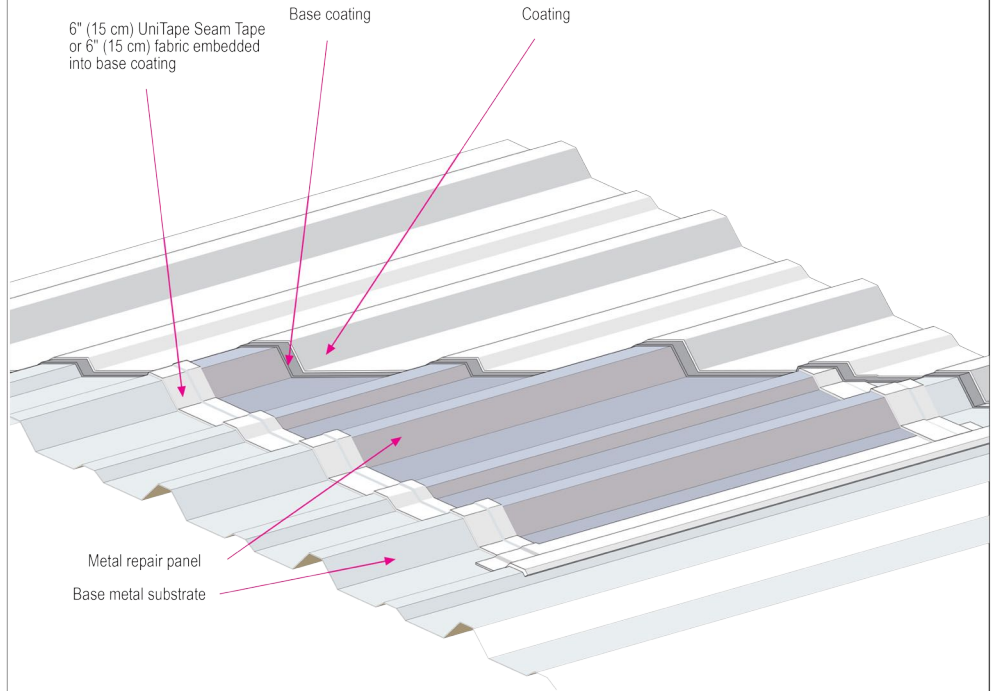 6" (15 cm) UniTape Seam Tape
or 6" (15 cm) fabric embedded
into base coating
Base coating
Coating
Metal repair panel
Base metal substrate